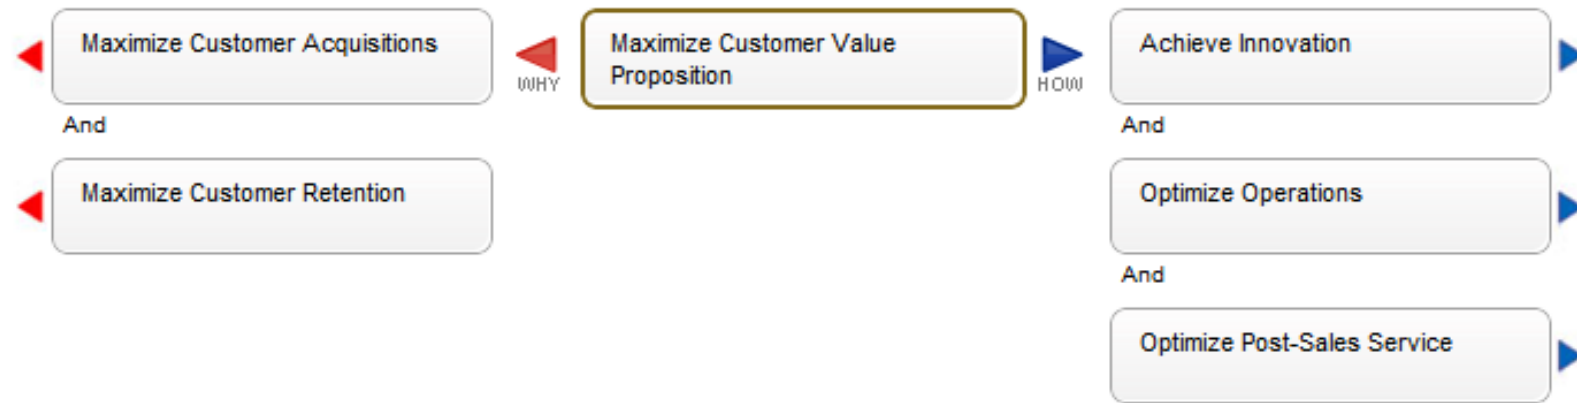 Maximize Customer Acquisitions
And
Maximize Customer Retention
WHY
Maximize Customer Value
Proposition
HOW
Achieve Innovation
And
Optimize Operations
And
Optimize Post-Sales Service